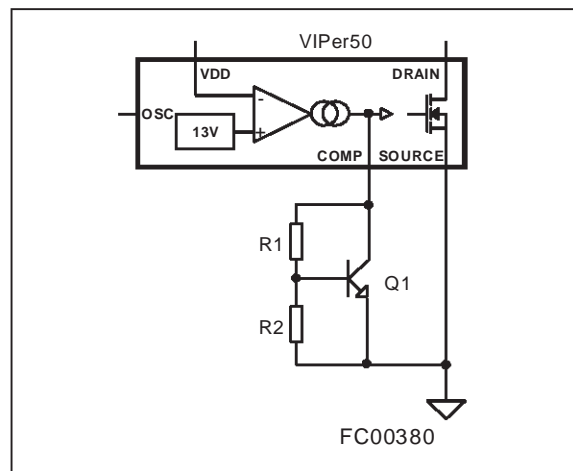 VIPer50
VDD
DRAIN
OSC
-
13V
+
COMP
SOURCE
R1
Q1
R2
FC00380